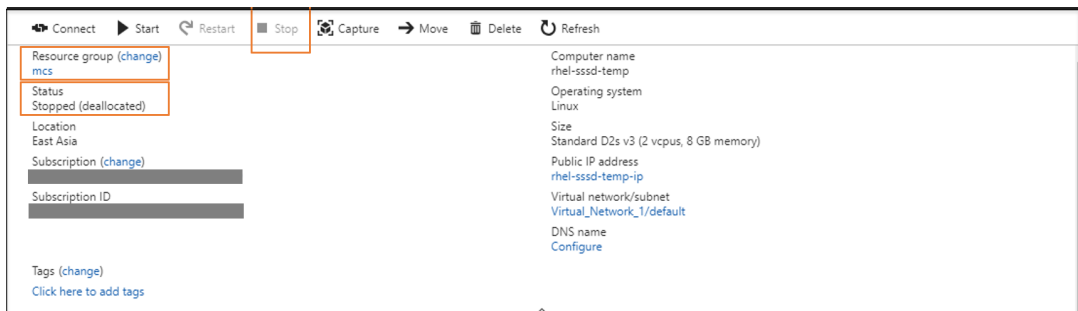 Connect Start Restart Stop Capture Move Delete Refresh
Resource group (change)
mcs
Status
Stopped (deallocated)
Location
East Asia
Subscription (change)
Subscription ID
Tags (change)
Click here to add tags
Computer name
rhel-sssd-temp
Operating system
Linux
Size
Standard D2s v3 (2 vcpus, 8 GB memory)
Public IP address
rhel-sssd-temp-ip
Virtual network/subnet
Virtual_Network_1/default
DNS name
Configure